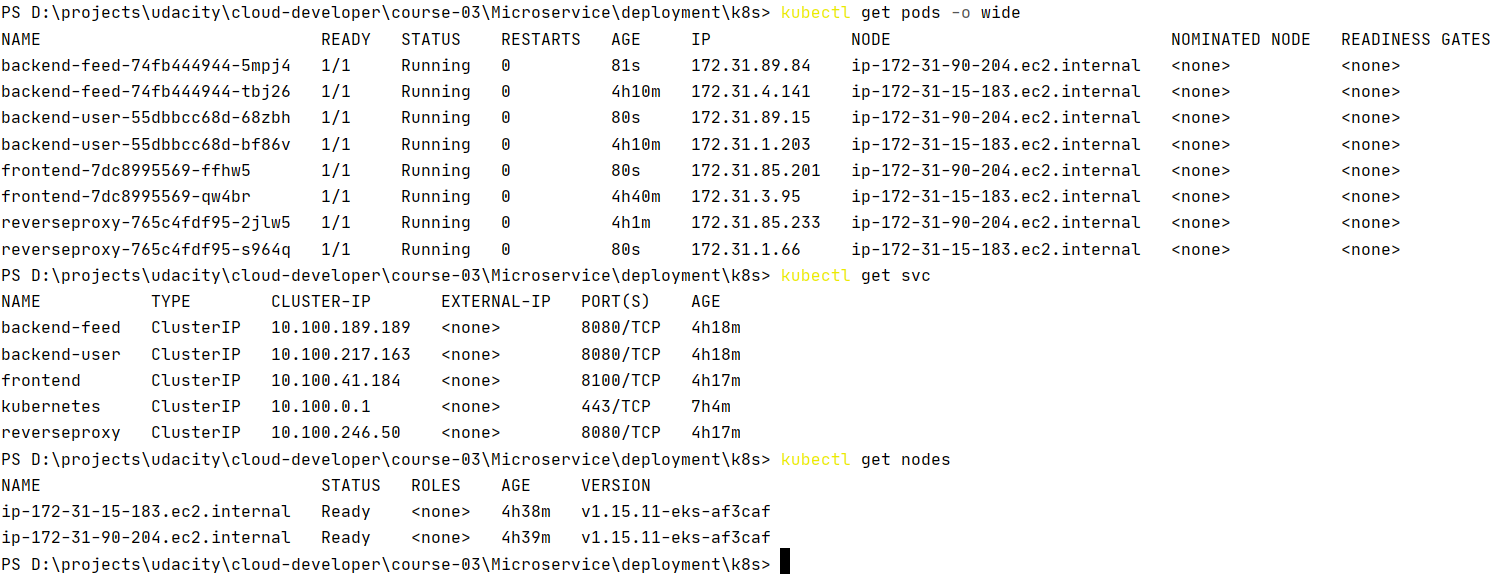 PS D:\projects\udacity\cloud-developer\course-03\Microservice\deployment\k8s> kubectl get pods -o wide
NAME                            READY   STATUS    RESTARTS   AGE     IP              NODE                            NOMINATED NODE   READINESS GATES
backend-feed-74fb444944-5mpj4   1/1     Running   0          81s     172.31.89.84    ip-172-31-90-204.ec2.internal   <none>           <none>
backend-feed-74fb444944-tbj26   1/1     Running   0          4h10m   172.31.4.141    ip-172-31-15-183.ec2.internal   <none>           <none>
backend-user-55dbbcc68d-68zbh   1/1     Running   0          80s     172.31.89.15    ip-172-31-90-204.ec2.internal   <none>           <none>
backend-user-55dbbcc68d-bf86v   1/1     Running   0          4h10m   172.31.1.203    ip-172-31-15-183.ec2.internal   <none>           <none>
frontend-7dc8995569-ffhw5       1/1     Running   0          80s     172.31.85.201   ip-172-31-90-204.ec2.internal   <none>           <none>
frontend-7dc8995569-qw4br       1/1     Running   0          4h40m   172.31.3.95     ip-172-31-15-183.ec2.internal   <none>           <none>
reverseproxy-765c4fdf95-2jlw5   1/1     Running   0          4h1m    172.31.85.233   ip-172-31-90-204.ec2.internal   <none>           <none>
reverseproxy-765c4fdf95-s964q   1/1     Running   0          80s     172.31.1.66     ip-172-31-15-183.ec2.internal   <none>           <none>
PS D:\projects\udacity\cloud-developer\course-03\Microservice\deployment\k8s> kubectl get svc
NAME           TYPE        CLUSTER-IP       EXTERNAL-IP   PORT(S)    AGE
backend-feed   ClusterIP   10.100.189.189   <none>        8080/TCP   4h18m
backend-user   ClusterIP   10.100.217.163   <none>        8080/TCP   4h18m
frontend       ClusterIP   10.100.41.184    <none>        8100/TCP   4h17m
kubernetes     ClusterIP   10.100.0.1       <none>        443/TCP    7h4m
reverseproxy   ClusterIP   10.100.246.50    <none>        8080/TCP   4h17m
PS D:\projects\udacity\cloud-developer\course-03\Microservice\deployment\k8s> kubectl get nodes
NAME                            STATUS   ROLES    AGE     VERSION
ip-172-31-15-183.ec2.internal   Ready    <none>   4h38m   v1.15.11-eks-af3caf
ip-172-31-90-204.ec2.internal   Ready    <none>   4h39m   v1.15.11-eks-af3caf
PS D:\projects\udacity\cloud-developer\course-03\Microservice\deployment\k8s>